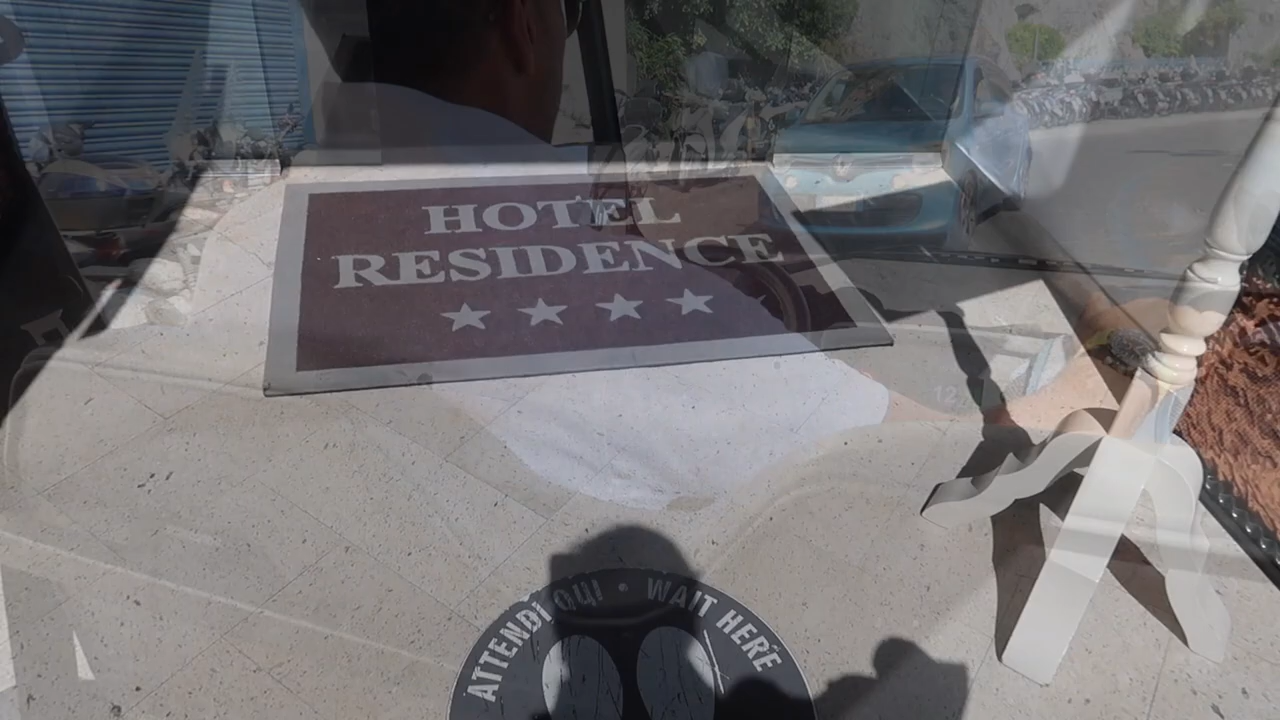 HOTEL
RESIDENCE
ATTENDI QUI • WAIT HERE